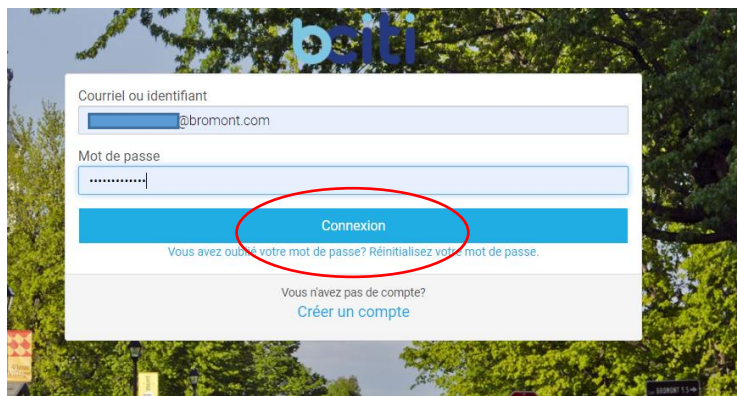 bciti
Courriel ou identifiant
@bromont.com
Mot de passe
•••••••••••••
Connexion
Vous avez oublié votre mot de passe? Réinitialisez votre mot de passe.
Vous n'avez pas de compte?
Créer un compte